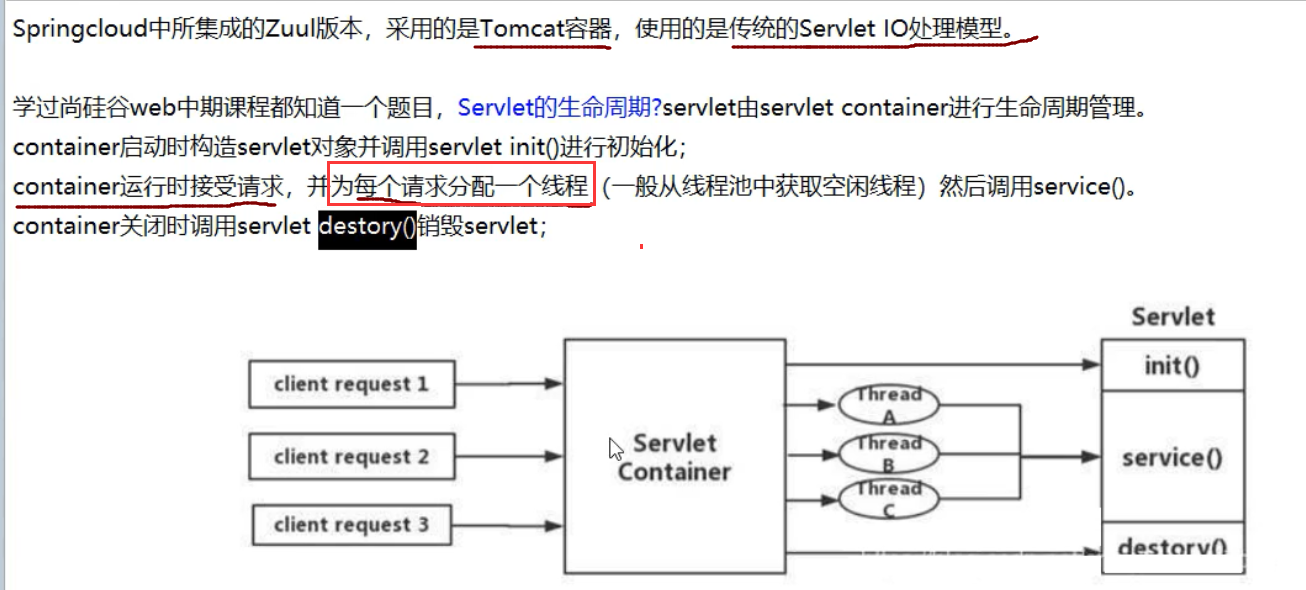 Springcloud中所集成的Zuul版本，采用的是Tomcat容器，使用的是传统的Servlet IO处理模型。
学过尚硅谷web中期课程都知道一个题目，Servlet的生命周期?servlet由servlet container进行生命周期管理。
container启动时构造servlet对象并调用servlet init()进行初始化；
container运行时接受请求，并为每个请求分配一个线程（一般从线程池中获取空闲线程）然后调用service()。
container关闭时调用servlet destory()销毁servlet；
Servlet
client request 1
client request 2
client request 3
Servlet
Container
Thread
A
Thread
B
Thread
C
init()
service()
destory()